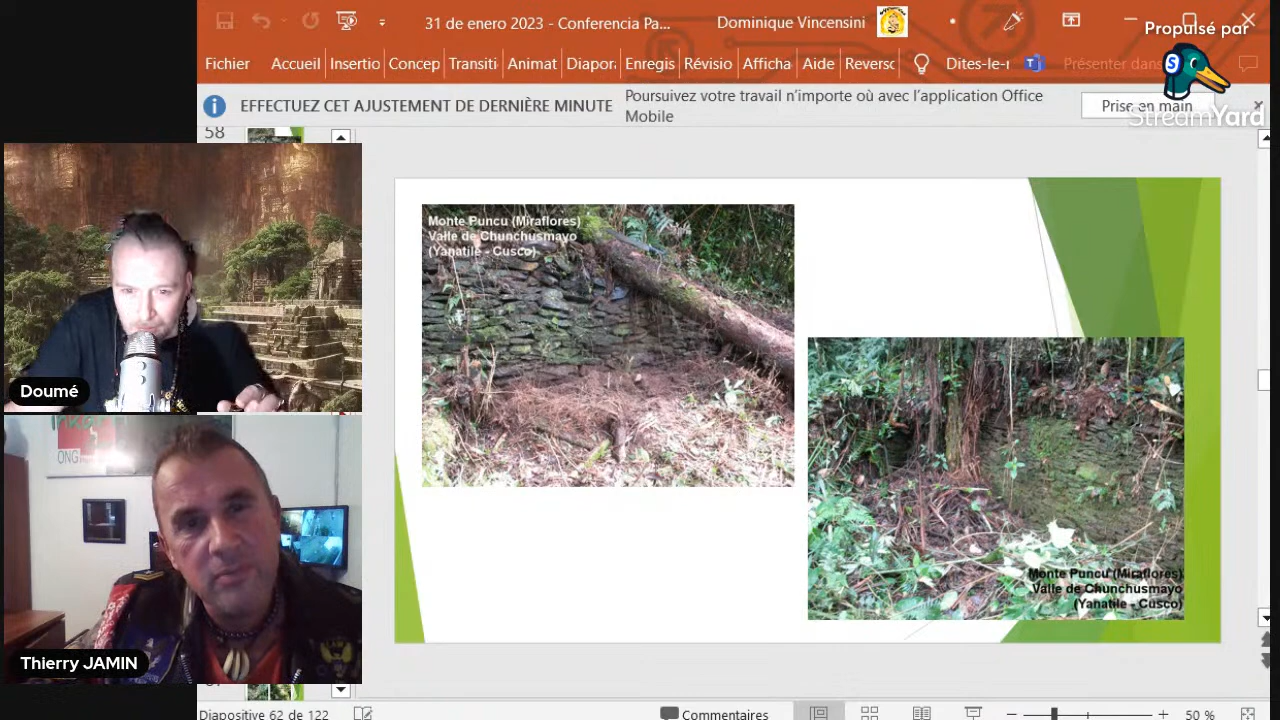 31 de enero 2023 - Conferencia Pa...
Dominique Vincensini
Propulsé par
Fichier Accueil Insertio Concep Transiti Animat Diapora Enregis Révisio Afficha Aide Reverso Dites-le-r Présenter dans
StreamYard
EFFECTUEZ CET AJUSTEMENT DE DERNIÈRE MINUTE
Poursuivez votre travail n'importe où avec l'application Office
Mobile
Prise en main
58
Monte Puncu (Miraflores)
Valle de Chunchusmayo
(Yanatile - Cusco)
Doumé
ONG
Thierry JAMIN
Monte Puncu (Miraflores)
Valle de Chunchusmayo
(Yanatile - Cusco)
Diapositive 62 de 122
Commentaires
50 %